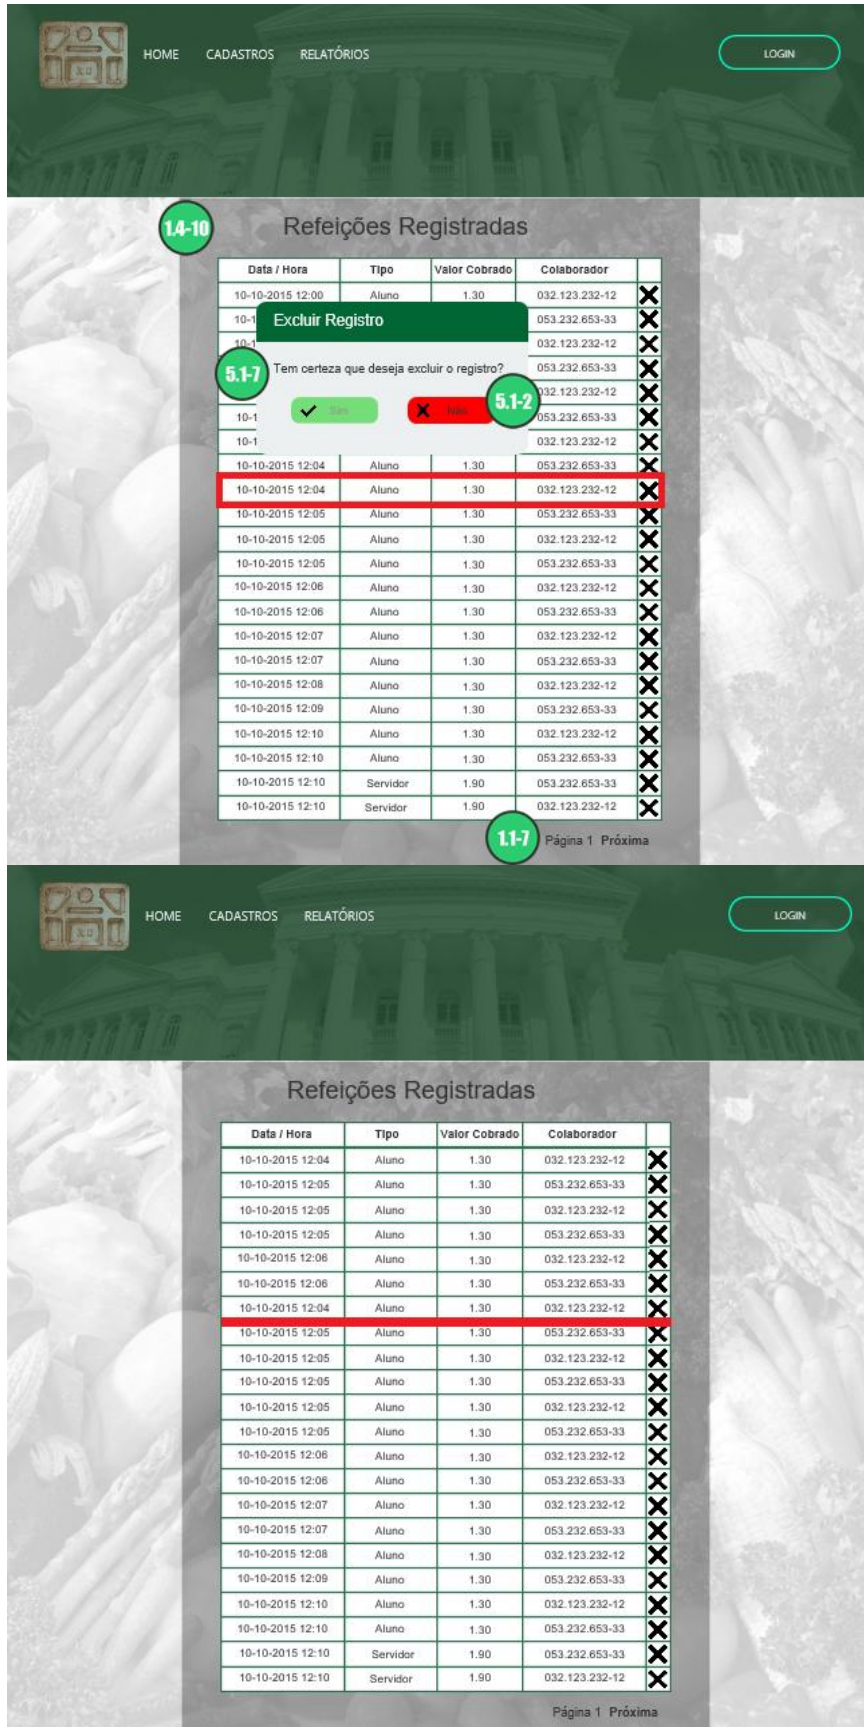 HOME CADASTROS RELATÓRIOS LOGIN
1.4-10 Refeições Registradas
Data / Hora Tipo Valor Cobrado Colaborador
10-10-2015 12:00 Aluno 1.30 032.123.232-12
10-1 Excluir Registro 053.232.653-33
10-1 032.123.232-12
5.1-7 Tem certeza que deseja excluir o registro? 053.232.653-33
5.1-2 032.123.232-12
10-1 Sim Não 053.232.653-33
10-1 032.123.232-12
10-10-2015 12:04 Aluno 1.30 053.232.653-33
10-10-2015 12:04 Aluno 1.30 032.123.232-12
10-10-2015 12:05 Aluno 1.30 053.232.653-33
10-10-2015 12:05 Aluno 1.30 032.123.232-12
10-10-2015 12:05 Aluno 1.30 053.232.653-33
10-10-2015 12:06 Aluno 1.30 032.123.232-12
10-10-2015 12:06 Aluno 1.30 053.232.653-33
10-10-2015 12:07 Aluno 1.30 032.123.232-12
10-10-2015 12:07 Aluno 1.30 053.232.653-33
10-10-2015 12:08 Aluno 1.30 032.123.232-12
10-10-2015 12:09 Aluno 1.30 053.232.653-33
10-10-2015 12:10 Aluno 1.30 032.123.232-12
10-10-2015 12:10 Aluno 1.30 053.232.653-33
10-10-2015 12:10 Servidor 1.90 053.232.653-33
10-10-2015 12:10 Servidor 1.90 032.123.232-12
1.1-7 Página 1 Próxima
HOME CADASTROS RELATÓRIOS LOGIN
Refeições Registradas
Data / Hora Tipo Valor Cobrado Colaborador
10-10-2015 12:04 Aluno 1.30 032.123.232-12
10-10-2015 12:05 Aluno 1.30 053.232.653-33
10-10-2015 12:05 Aluno 1.30 032.123.232-12
10-10-2015 12:05 Aluno 1.30 053.232.653-33
10-10-2015 12:06 Aluno 1.30 032.123.232-12
10-10-2015 12:06 Aluno 1.30 053.232.653-33
10-10-2015 12:04 Aluno 1.30 032.123.232-12
10-10-2015 12:05 Aluno 1.30 053.232.653-33
10-10-2015 12:05 Aluno 1.30 032.123.232-12
10-10-2015 12:05 Aluno 1.30 053.232.653-33
10-10-2015 12:05 Aluno 1.30 032.123.232-12
10-10-2015 12:05 Aluno 1.30 053.232.653-33
10-10-2015 12:06 Aluno 1.30 032.123.232-12
10-10-2015 12:06 Aluno 1.30 053.232.653-33
10-10-2015 12:07 Aluno 1.30 032.123.232-12
10-10-2015 12:07 Aluno 1.30 053.232.653-33
10-10-2015 12:08 Aluno 1.30 032.123.232-12
10-10-2015 12:09 Aluno 1.30 053.232.653-33
10-10-2015 12:10 Aluno 1.30 032.123.232-12
10-10-2015 12:10 Aluno 1.30 053.232.653-33
10-10-2015 12:10 Servidor 1.90 053.232.653-33
10-10-2015 12:10 Servidor 1.90 032.123.232-12
Página 1 Próxima